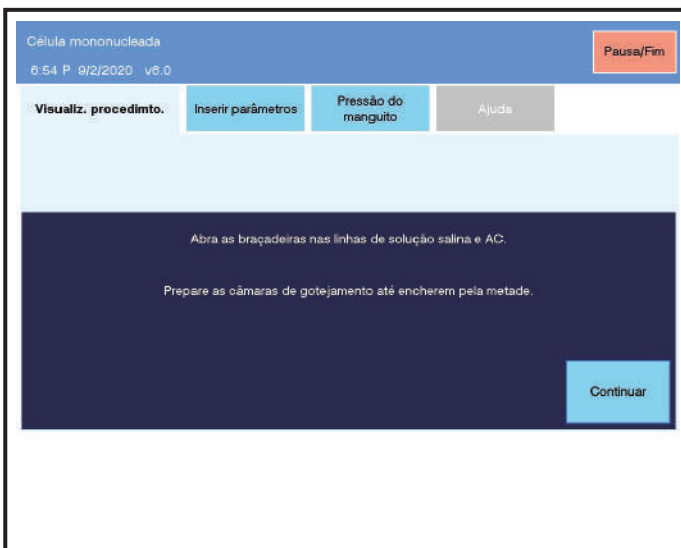 Célula mononucleada
6:54 P 9/2/2020 v6.0
Pausa/Fim
Visualiz. procedimto.
Inserir parâmetros
Pressão do
manguito
Ajuda
Abra as braçadeiras nas linhas de solução salina e AC.
Prepare as câmaras de gotejamento até encherem pela metade.
Continuar